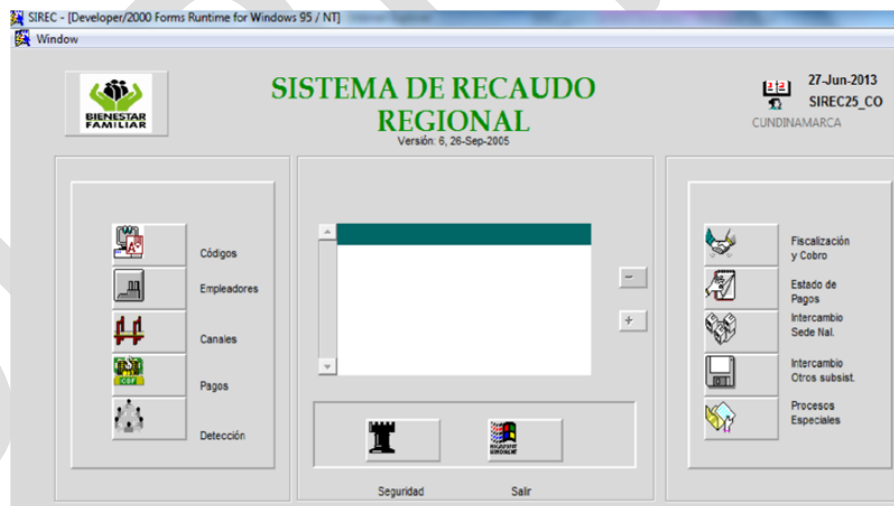 SIREC - [Developer/2000 Forms Runtime for Windows 95 / NT]
Window
BIENESTAR
FAMILIAR
SISTEMA DE RECAUDO
REGIONAL
Versión: 6, 26-Sep-2005
27-Jun-2013
SIREC25_CO
CUNDINAMARCA
Códigos
Empleadores
Canales
Pagos
Detección
-
+
Seguridad
Salir
Fiscalización
y Cobro
Estado de
Pagos
Intercambio
Sede Nal.
Intercambio
Otros subsist.
Procesos
Especiales